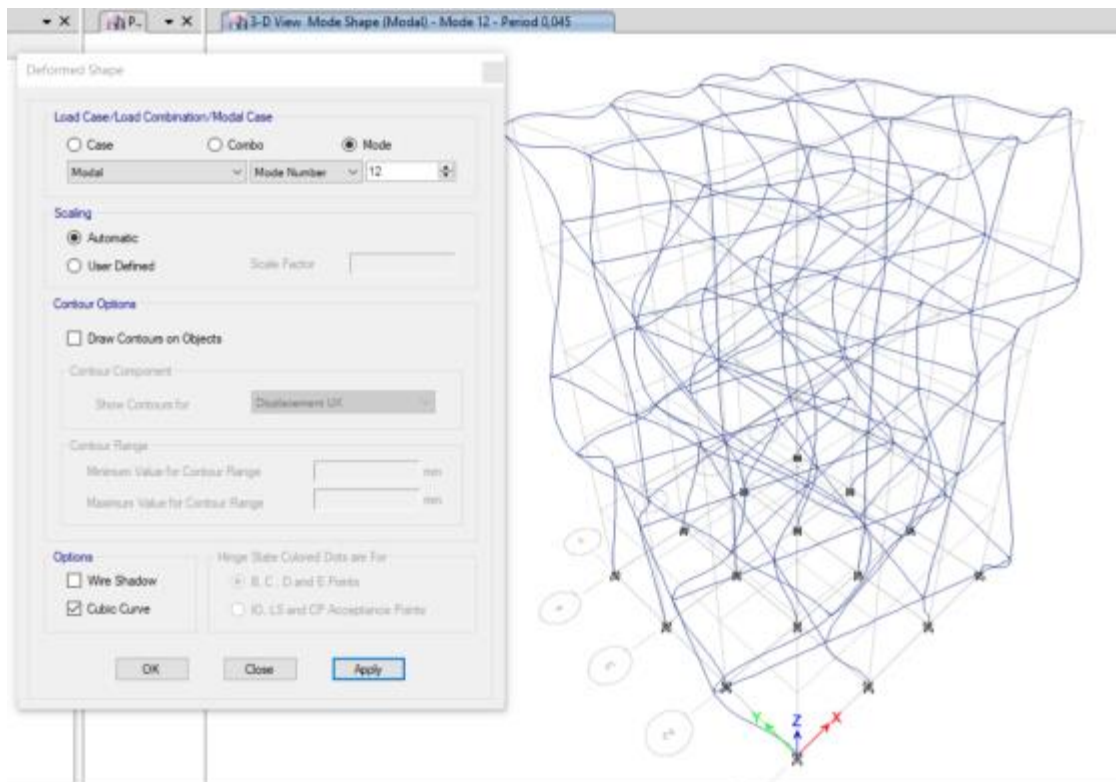 P..
3-D View Mode Shape (Modal) - Mode 12 - Period 0,045
Deformed Shape
Load Case/Load Combination/Modal Case
Case Combo Mode
Modal Mode Number 12
Scaling
Automatic
User Defined Scale Factor
Contour Options
Draw Contours on Objects
Contour Component
Show Contours for Displacement UX
Contour Range
Minimum Value for Contour Range mm
Maximum Value for Contour Range mm
Options Hinge State Colored Dots are For
Wire Shadow B, C, D and E Points
Cubic Curve IO, LS and CP Acceptance Points
OK Close Apply
Y Z X